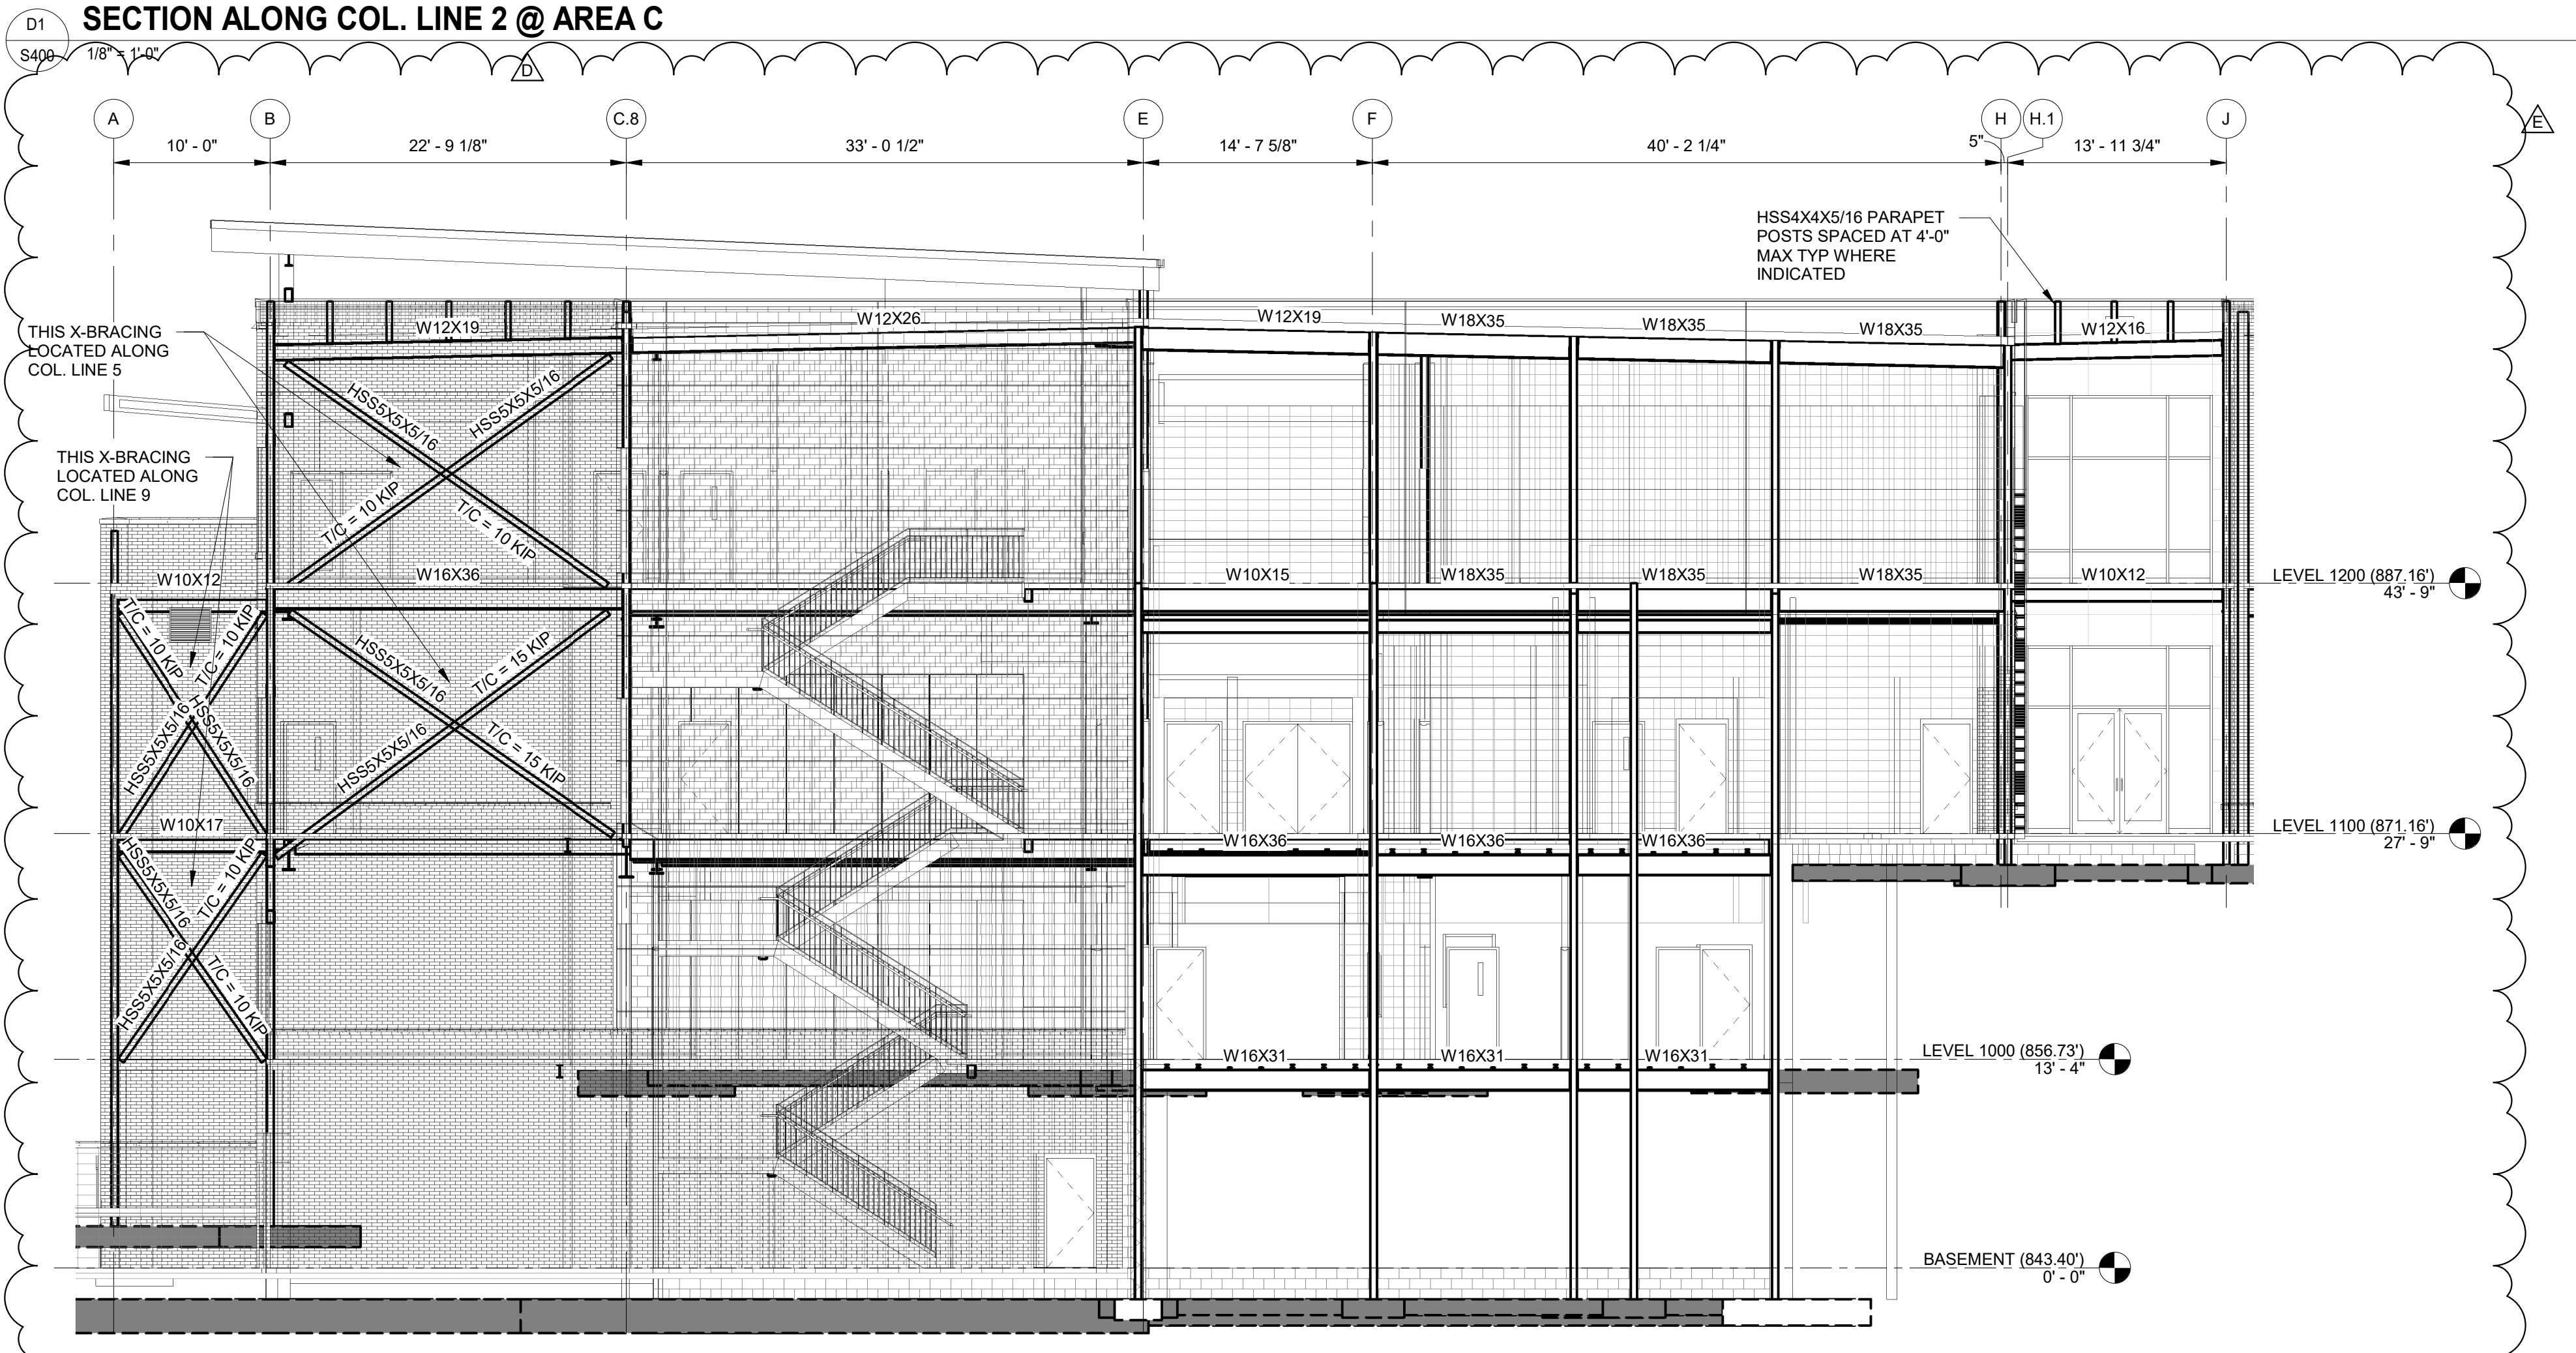 D1
SECTION ALONG COL. LINE 2 @ AREA C
S400
1/8" = 1'-0"
D
E
A
B
C.8
E
F
H
H.1
J
10' - 0"
22' - 9 1/8"
33' - 0 1/2"
14' - 7 5/8"
40' - 2 1/4"
5"
13' - 11 3/4"
HSS4X4X5/16 PARAPET
POSTS SPACED AT 4'-0"
MAX TYP WHERE
INDICATED
THIS X-BRACING
LOCATED ALONG
COL. LINE 5
W12X19
W12X26
W12X19
W18X35
W18X35
W18X35
W12X16
HSS5X5X5/16
HSS5X5X5/16
T/C = 10 KIP
T/C = 10 KIP
THIS X-BRACING
LOCATED ALONG
COL. LINE 9
W10X12
W16X36
W10X15
W18X35
W18X35
W18X35
W10X12
LEVEL 1200 (887.16')
43' - 9"
T/C = 10 KIP
T/C = 10 KIP
HSS5X5X5/16
HSS5X5X5/16
HSS5X5X5/16
T/C = 15 KIP
HSS5X5X5/16
T/C = 15 KIP
W10X17
W16X36
W16X36
W16X36
LEVEL 1100 (871.16')
27' - 9"
HSS5X5X5/16
T/C = 10 KIP
HSS5X5X5/16
T/C = 10 KIP
W16X31
W16X31
W16X31
LEVEL 1000 (856.73')
13' - 4"
BASEMENT (843.40')
0' - 0"